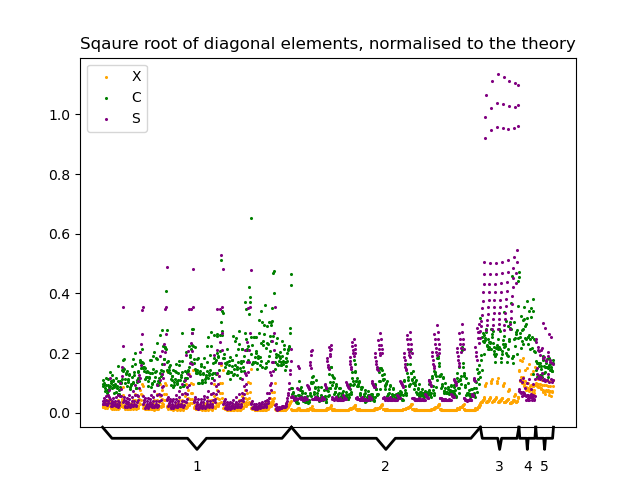 Sqaure root of diagonal elements, normalised to the theory
X
C
S
1.0
0.8
0.6
0.4
0.2
0.0
1 2 3 4 5